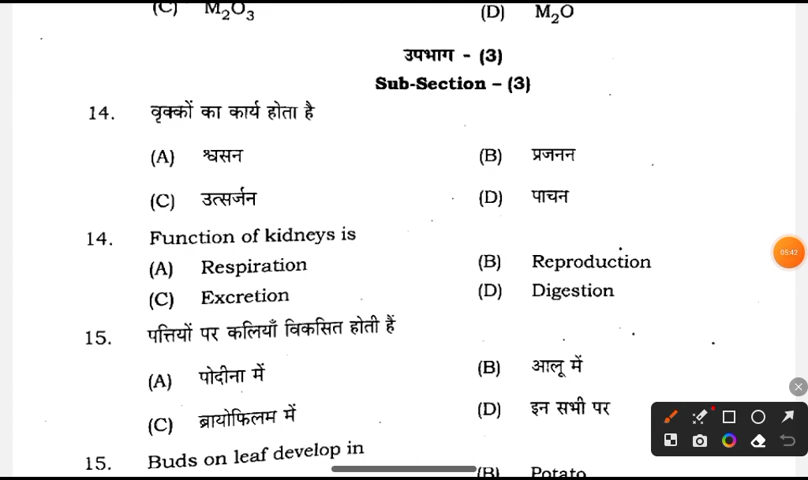 (C) M₂O₃ (D) M₂O
उपभाग - (3)
Sub-Section – (3)
14. वृक्कों का कार्य होता है
(A) श्वसन (B) प्रजनन
(C) उत्सर्जन (D) पाचन
14. Function of kidneys is
(A) Respiration (B) Reproduction
(C) Excretion (D) Digestion
15. पत्तियों पर कलियाँ विकसित होती हैं
(A) पोदीना में (B) आलू में
(C) ब्रायोफिलम में (D) इन सभी पर
15. Buds on leaf develop in
(B) Potato
05:42